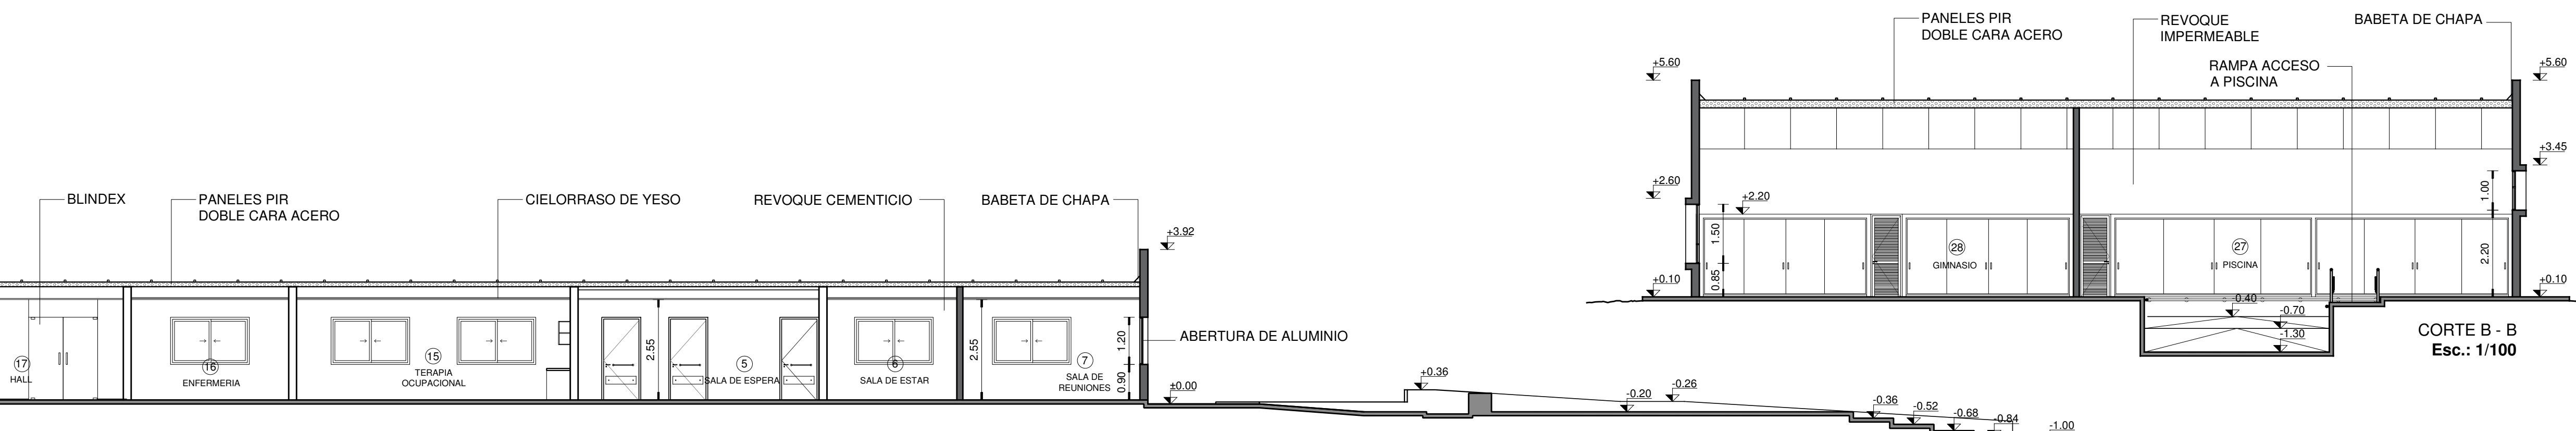 BLINDEX
PANELES PIR
DOBLE CARA ACERO
CIELORRASO DE YESO
REVOQUE CEMENTICIO
BABETA DE CHAPA
+3.92
17
HALL
16
ENFERMERIA
15
TERAPIA
OCUPACIONAL
2.55
5
SALA DE ESPERA
6
SALA DE ESTAR
2.55
7
SALA DE
REUNIONES
1.20
0.90
ABERTURA DE ALUMINIO
±0.00
+0.36
-0.20
-0.26
-0.36
-0.52
-0.68
-0.84
-1.00
PANELES PIR
DOBLE CARA ACERO
REVOQUE
IMPERMEABLE
BABETA DE CHAPA
RAMPA ACCESO
A PISCINA
+5.60
+5.60
+3.45
+2.60
+2.20
1.00
1.50
0.85
2.20
28
GIMNASIO
27
PISCINA
+0.10
+0.10
-0.40
-0.70
-1.30
CORTE B - B
Esc.: 1/100